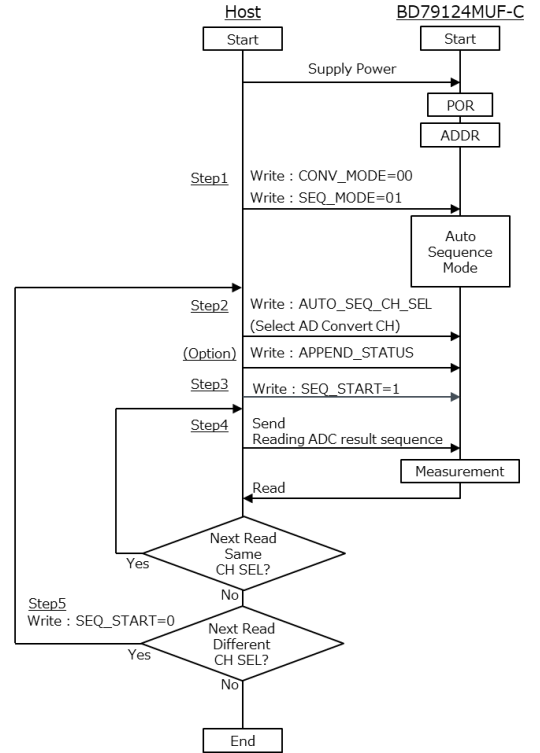 Host
BD79124MUF-C
Start
Start
Supply Power
POR
ADDR
Step1
Write : CONV_MODE=00
Write : SEQ_MODE=01
Auto
Sequence
Mode
Step2
Write : AUTO_SEQ_CH_SEL
(Select AD Convert CH)
(Option)
Write : APPEND_STATUS
Step3
Write : SEQ_START=1
Step4
Send
Reading ADC result sequence
Measurement
Read
Next Read
Same
CH SEL?
Yes
No
Step5
Write : SEQ_START=0
Next Read
Different
CH SEL?
Yes
No
End